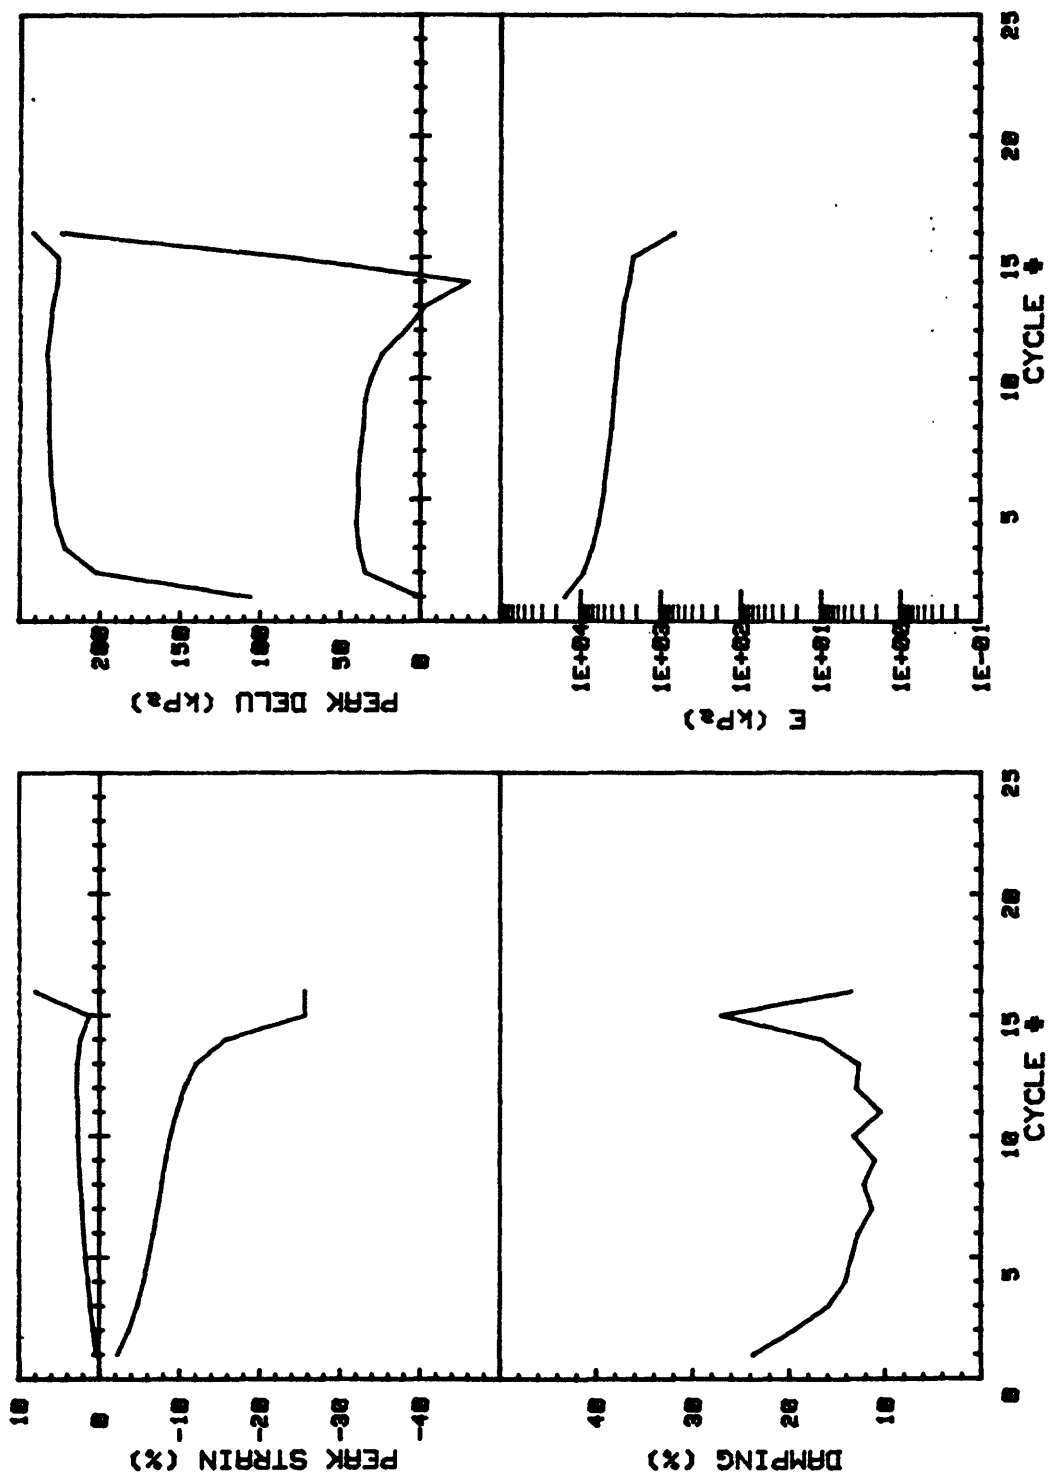 PEAK STRAIN (%)
10
0
-10
-20
-30
-40
DAMPING (%)
40
30
20
10
0
5
10
15
20
25
CYCLE #
PEAK DELU (kPa)
200
150
100
50
0
E (kPa)
1E+04
1E+03
1E+02
1E+01
1E+00
1E-01
5
10
15
20
25
CYCLE #